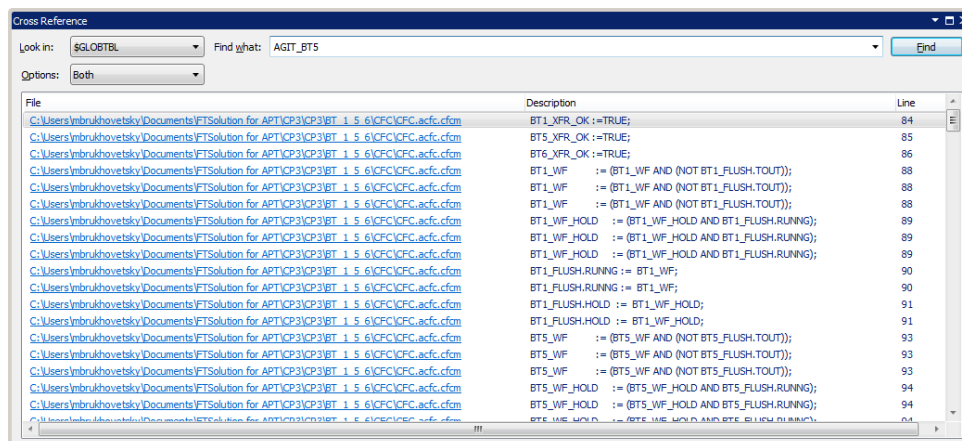 Cross Reference
Look in: $GLOBTBL Find what: AGIT_BT5 Find
Options: Both
File Description Line
C:\Users\mbrukhovetsky\Documents\FTSolution for APT\CP3\CP3\BT_1_5_6\CFC\CFC.acfc.cfcm BT1_XFR_OK :=TRUE; 84
C:\Users\mbrukhovetsky\Documents\FTSolution for APT\CP3\CP3\BT_1_5_6\CFC\CFC.acfc.cfcm BT5_XFR_OK :=TRUE; 85
C:\Users\mbrukhovetsky\Documents\FTSolution for APT\CP3\CP3\BT_1_5_6\CFC\CFC.acfc.cfcm BT6_XFR_OK :=TRUE; 86
C:\Users\mbrukhovetsky\Documents\FTSolution for APT\CP3\CP3\BT_1_5_6\CFC\CFC.acfc.cfcm BT1_WF := (BT1_WF AND (NOT BT1_FLUSH.TOUT)); 88
C:\Users\mbrukhovetsky\Documents\FTSolution for APT\CP3\CP3\BT_1_5_6\CFC\CFC.acfc.cfcm BT1_WF := (BT1_WF AND (NOT BT1_FLUSH.TOUT)); 88
C:\Users\mbrukhovetsky\Documents\FTSolution for APT\CP3\CP3\BT_1_5_6\CFC\CFC.acfc.cfcm BT1_WF := (BT1_WF AND (NOT BT1_FLUSH.TOUT)); 88
C:\Users\mbrukhovetsky\Documents\FTSolution for APT\CP3\CP3\BT_1_5_6\CFC\CFC.acfc.cfcm BT1_WF_HOLD := (BT1_WF_HOLD AND BT1_FLUSH.RUNNG); 89
C:\Users\mbrukhovetsky\Documents\FTSolution for APT\CP3\CP3\BT_1_5_6\CFC\CFC.acfc.cfcm BT1_WF_HOLD := (BT1_WF_HOLD AND BT1_FLUSH.RUNNG); 89
C:\Users\mbrukhovetsky\Documents\FTSolution for APT\CP3\CP3\BT_1_5_6\CFC\CFC.acfc.cfcm BT1_WF_HOLD := (BT1_WF_HOLD AND BT1_FLUSH.RUNNG); 89
C:\Users\mbrukhovetsky\Documents\FTSolution for APT\CP3\CP3\BT_1_5_6\CFC\CFC.acfc.cfcm BT1_FLUSH.RUNNG := BT1_WF; 90
C:\Users\mbrukhovetsky\Documents\FTSolution for APT\CP3\CP3\BT_1_5_6\CFC\CFC.acfc.cfcm BT1_FLUSH.RUNNG := BT1_WF; 90
C:\Users\mbrukhovetsky\Documents\FTSolution for APT\CP3\CP3\BT_1_5_6\CFC\CFC.acfc.cfcm BT1_FLUSH.HOLD := BT1_WF_HOLD; 91
C:\Users\mbrukhovetsky\Documents\FTSolution for APT\CP3\CP3\BT_1_5_6\CFC\CFC.acfc.cfcm BT1_FLUSH.HOLD := BT1_WF_HOLD; 91
C:\Users\mbrukhovetsky\Documents\FTSolution for APT\CP3\CP3\BT_1_5_6\CFC\CFC.acfc.cfcm BT5_WF := (BT5_WF AND (NOT BT5_FLUSH.TOUT)); 93
C:\Users\mbrukhovetsky\Documents\FTSolution for APT\CP3\CP3\BT_1_5_6\CFC\CFC.acfc.cfcm BT5_WF := (BT5_WF AND (NOT BT5_FLUSH.TOUT)); 93
C:\Users\mbrukhovetsky\Documents\FTSolution for APT\CP3\CP3\BT_1_5_6\CFC\CFC.acfc.cfcm BT5_WF := (BT5_WF AND (NOT BT5_FLUSH.TOUT)); 93
C:\Users\mbrukhovetsky\Documents\FTSolution for APT\CP3\CP3\BT_1_5_6\CFC\CFC.acfc.cfcm BT5_WF_HOLD := (BT5_WF_HOLD AND BT5_FLUSH.RUNNG); 94
C:\Users\mbrukhovetsky\Documents\FTSolution for APT\CP3\CP3\BT_1_5_6\CFC\CFC.acfc.cfcm BT5_WF_HOLD := (BT5_WF_HOLD AND BT5_FLUSH.RUNNG); 94